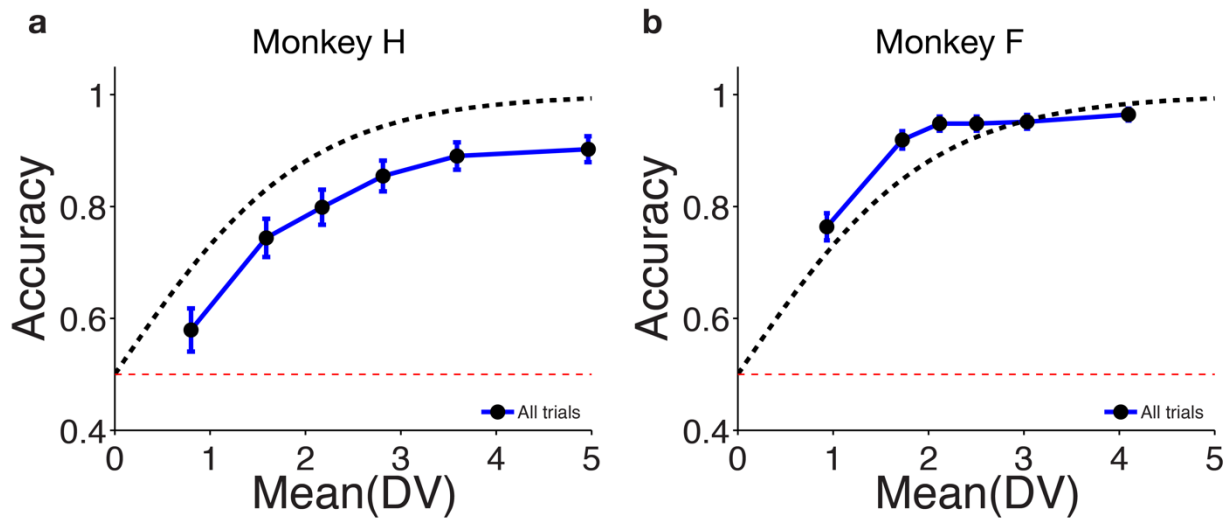 a
Monkey H
Accuracy
1
0.8
0.6
0.4
0 1 2 3 4 5
Mean(DV)
All trials
b
Monkey F
Accuracy
1
0.8
0.6
0.4
0 1 2 3 4 5
Mean(DV)
All trials